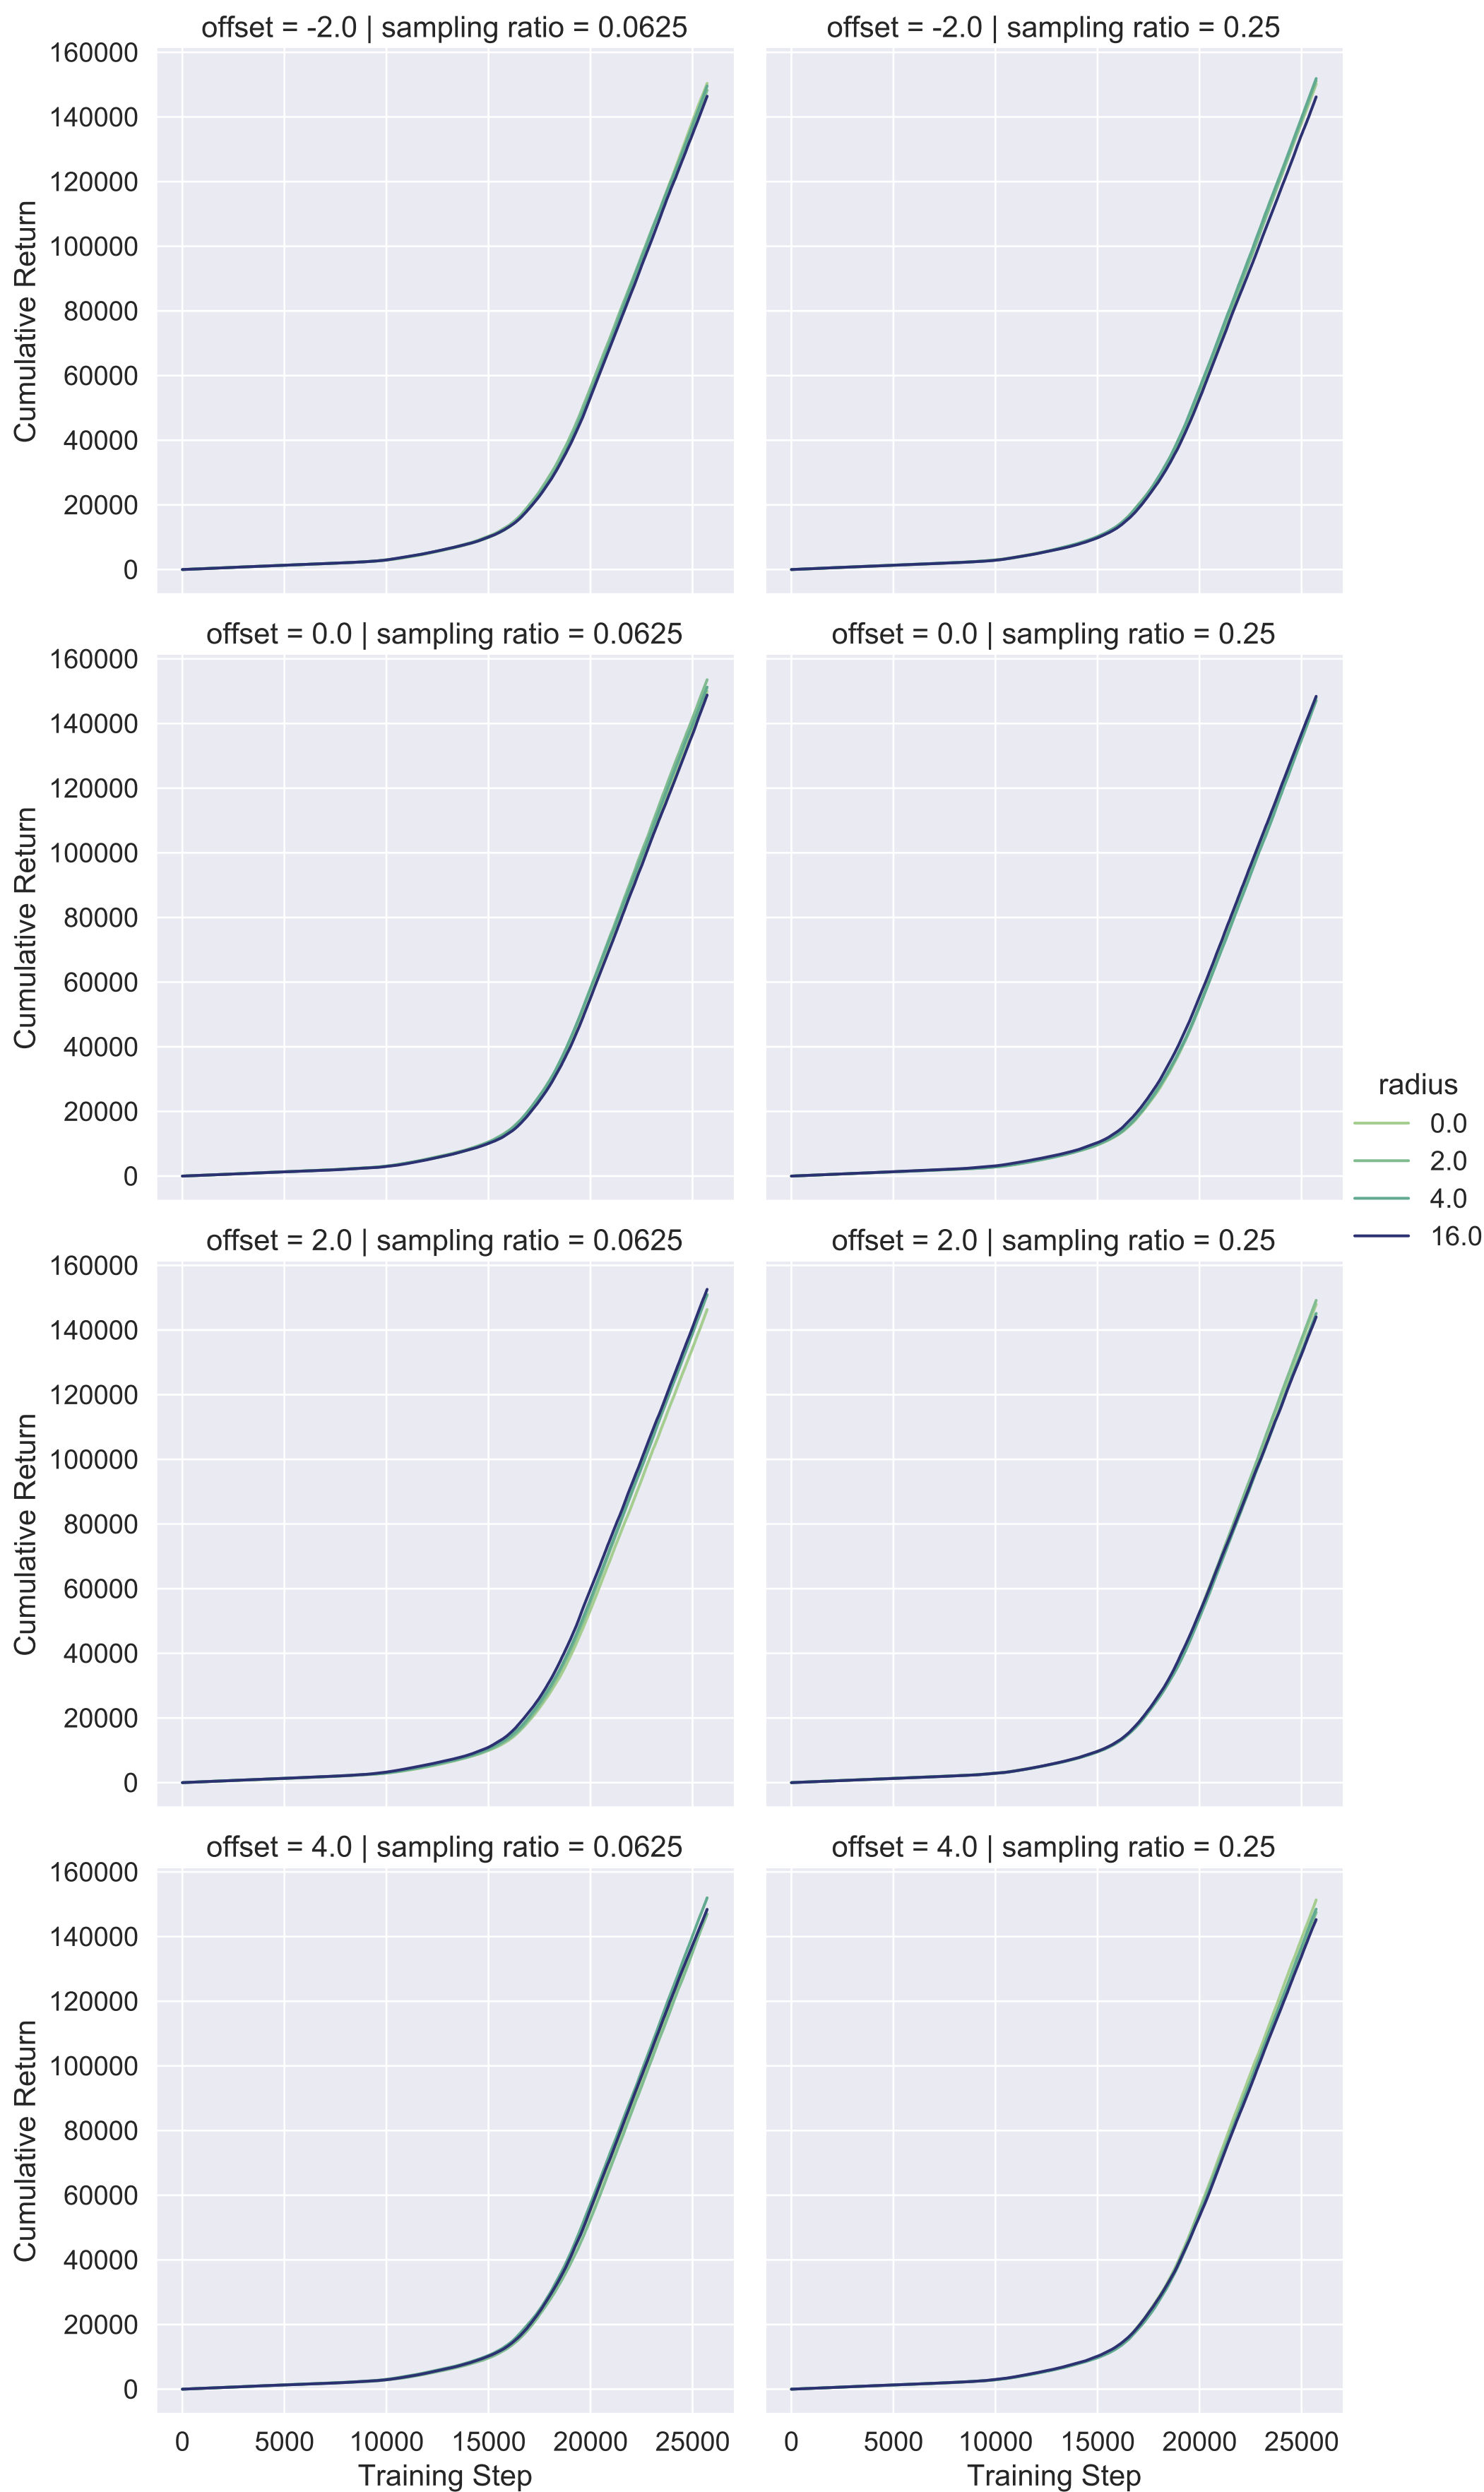 offset = -2.0 | sampling ratio = 0.0625
offset = -2.0 | sampling ratio = 0.25
160000
140000
120000
100000
80000
60000
40000
20000
0
Cumulative Return
offset = 0.0 | sampling ratio = 0.0625
offset = 0.0 | sampling ratio = 0.25
160000
140000
120000
100000
80000
60000
40000
20000
0
Cumulative Return
radius
0.0
2.0
4.0
16.0
offset = 2.0 | sampling ratio = 0.0625
offset = 2.0 | sampling ratio = 0.25
160000
140000
120000
100000
80000
60000
40000
20000
0
Cumulative Return
offset = 4.0 | sampling ratio = 0.0625
offset = 4.0 | sampling ratio = 0.25
160000
140000
120000
100000
80000
60000
40000
20000
0
Cumulative Return
0 5000 10000 15000 20000 25000
0 5000 10000 15000 20000 25000
Training Step
Training Step